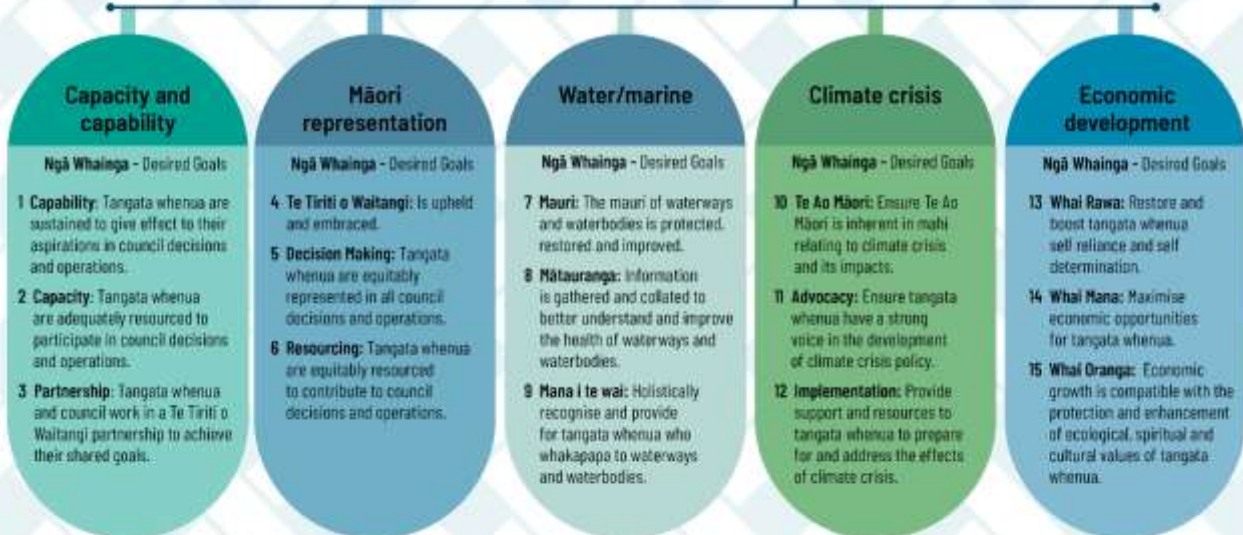 Capacity and
capability
Ngā Whainga - Desired Goals
1 Capability: Tangata whenua are
sustained to give effect to their
aspirations in council decisions
and operations.
2 Capacity: Tangata whenua
are adequately resourced to
participate in council decisions
and operations.
3 Partnership: Tangata whenua
and council work in a Te Tiriti o
Waitangi partnership to achieve
their shared goals.
Māori
representation
Ngā Whainga - Desired Goals
4 Te Tiriti o Waitangi: Is upheld
and embraced.
5 Decision Making: Tangata
whenua are equitably
represented in all council
decisions and operations.
6 Resourcing: Tangata whenua
are equitably resourced
to contribute to council
decisions and operations.
Water/marine
Ngā Whainga - Desired Goals
7 Mauri: The mauri of waterways
and waterbodies is protected,
restored and improved.
8 Mātauranga: Information
is gathered and collated to
better understand and improve
the health of waterways and
waterbodies.
9 Mana i te wai: Holistically
recognise and provide
for tangata whenua who
whakapapa to waterways
and waterbodies.
Climate crisis
Ngā Whainga - Desired Goals
10 Te Ao Māori: Ensure Te Ao
Māori is inherent in mahi
relating to climate crisis
and its impacts.
11 Advocacy: Ensure tangata
whenua have a strong
voice in the development
of climate crisis policy.
12 Implementation: Provide
support and resources to
tangata whenua to prepare
for and address the effects
of climate crisis.
Economic
development
Ngā Whainga - Desired Goals
13 Whai Rawa: Restore and
boost tangata whenua
self reliance and self
determination.
14 Whai Mana: Maximise
economic opportunities
for tangata whenua.
15 Whai Oranga: Economic
growth is compatible with the
protection and enhancement
of ecological, spiritual and
cultural values of tangata
whenua.